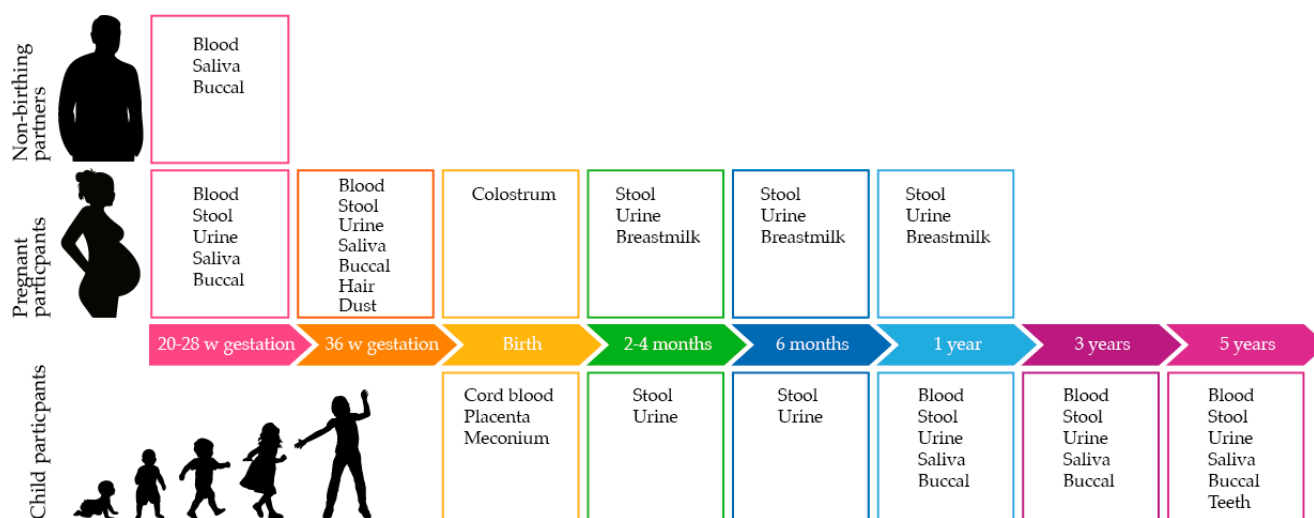 Non-birthing
partners
Blood
Saliva
Buccal
Pregnant
particpants
Blood
Stool
Urine
Saliva
Buccal
Blood
Stool
Urine
Saliva
Buccal
Hair
Dust
Colostrum
Stool
Urine
Breastmilk
Stool
Urine
Breastmilk
Stool
Urine
Breastmilk
20-28 w gestation
36 w gestation
Birth
2-4 months
6 months
1 year
3 years
5 years
Child particpants
Cord blood
Placenta
Meconium
Stool
Urine
Stool
Urine
Blood
Stool
Urine
Saliva
Buccal
Blood
Stool
Urine
Saliva
Buccal
Blood
Stool
Urine
Saliva
Buccal
Teeth